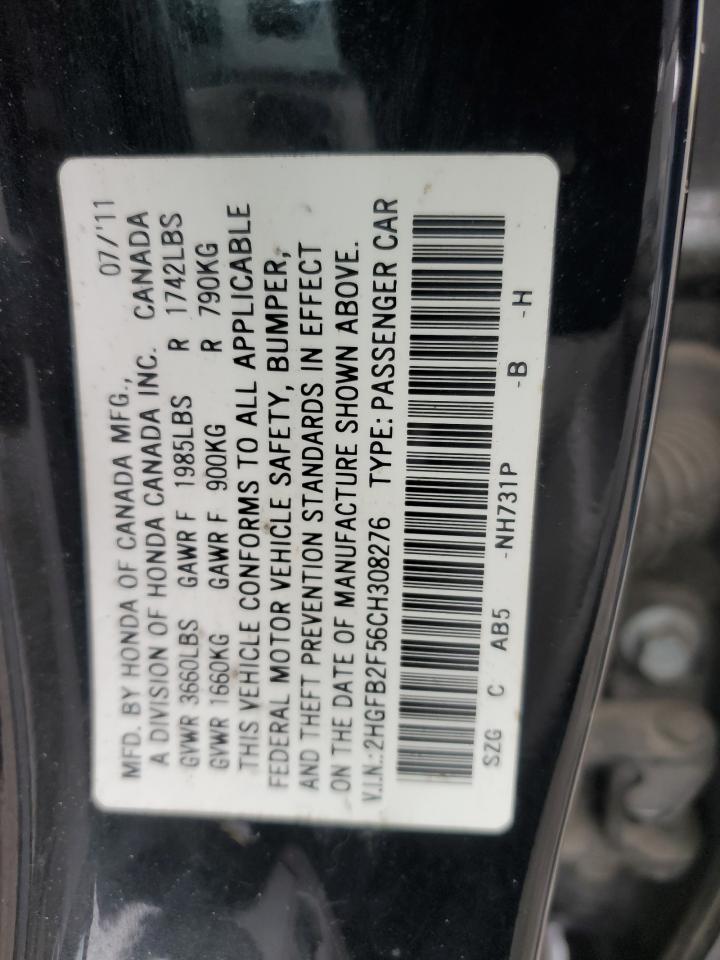 MFD. BY HONDA OF CANADA MFG., 07/'11
A DIVISION OF HONDA CANADA INC. CANADA
GVWR 3660LBS GAWR F 1985LBS R 1742LBS
GVWR 1660KG GAWR F 900KG R 790KG
THIS VEHICLE CONFORMS TO ALL APPLICABLE
FEDERAL MOTOR VEHICLE SAFETY, BUMPER,
AND THEFT PREVENTION STANDARDS IN EFFECT
ON THE DATE OF MANUFACTURE SHOWN ABOVE.
V.I.N.:2HGFB2F56CH308276 TYPE: PASSENGER CAR
SZG C AB5 -NH731P -B -H